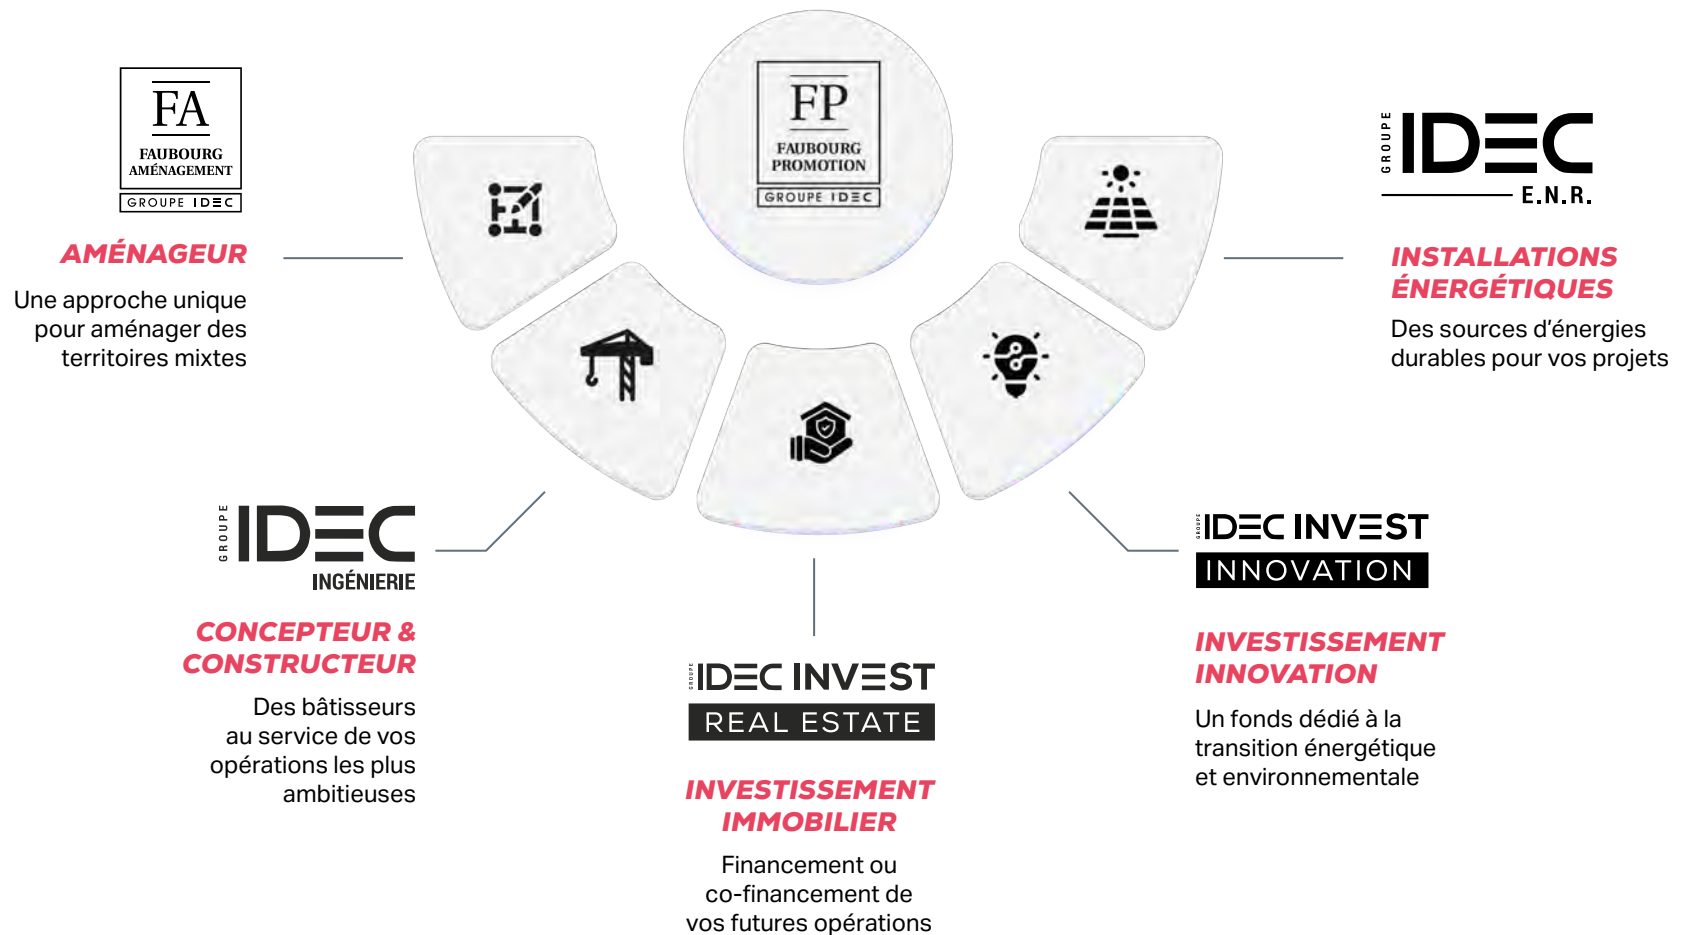 FP
FAUBOURG
PROMOTION
GROUPE IDEC
FA
FAUBOURG
AMÉNAGEMENT
GROUPE IDEC
AMÉNAGEUR
Une approche unique
pour aménager des
territoires mixtes
GROUPE
IDEC
INGÉNIERIE
CONCEPTEUR &
CONSTRUCTEUR
Des bâtisseurs
au service de vos
opérations les plus
ambitieuses
GROUPE
IDEC INVEST
REAL ESTATE
INVESTISSEMENT
IMMOBILIER
Financement ou
co-financement de
vos futures opérations
GROUPE
IDEC INVEST
INNOVATION
INVESTISSEMENT
INNOVATION
Un fonds dédié à la
transition énergétique
et environnementale
GROUPE
IDEC
E.N.R.
INSTALLATIONS
ÉNERGÉTIQUES
Des sources d'énergies
durables pour vos projets